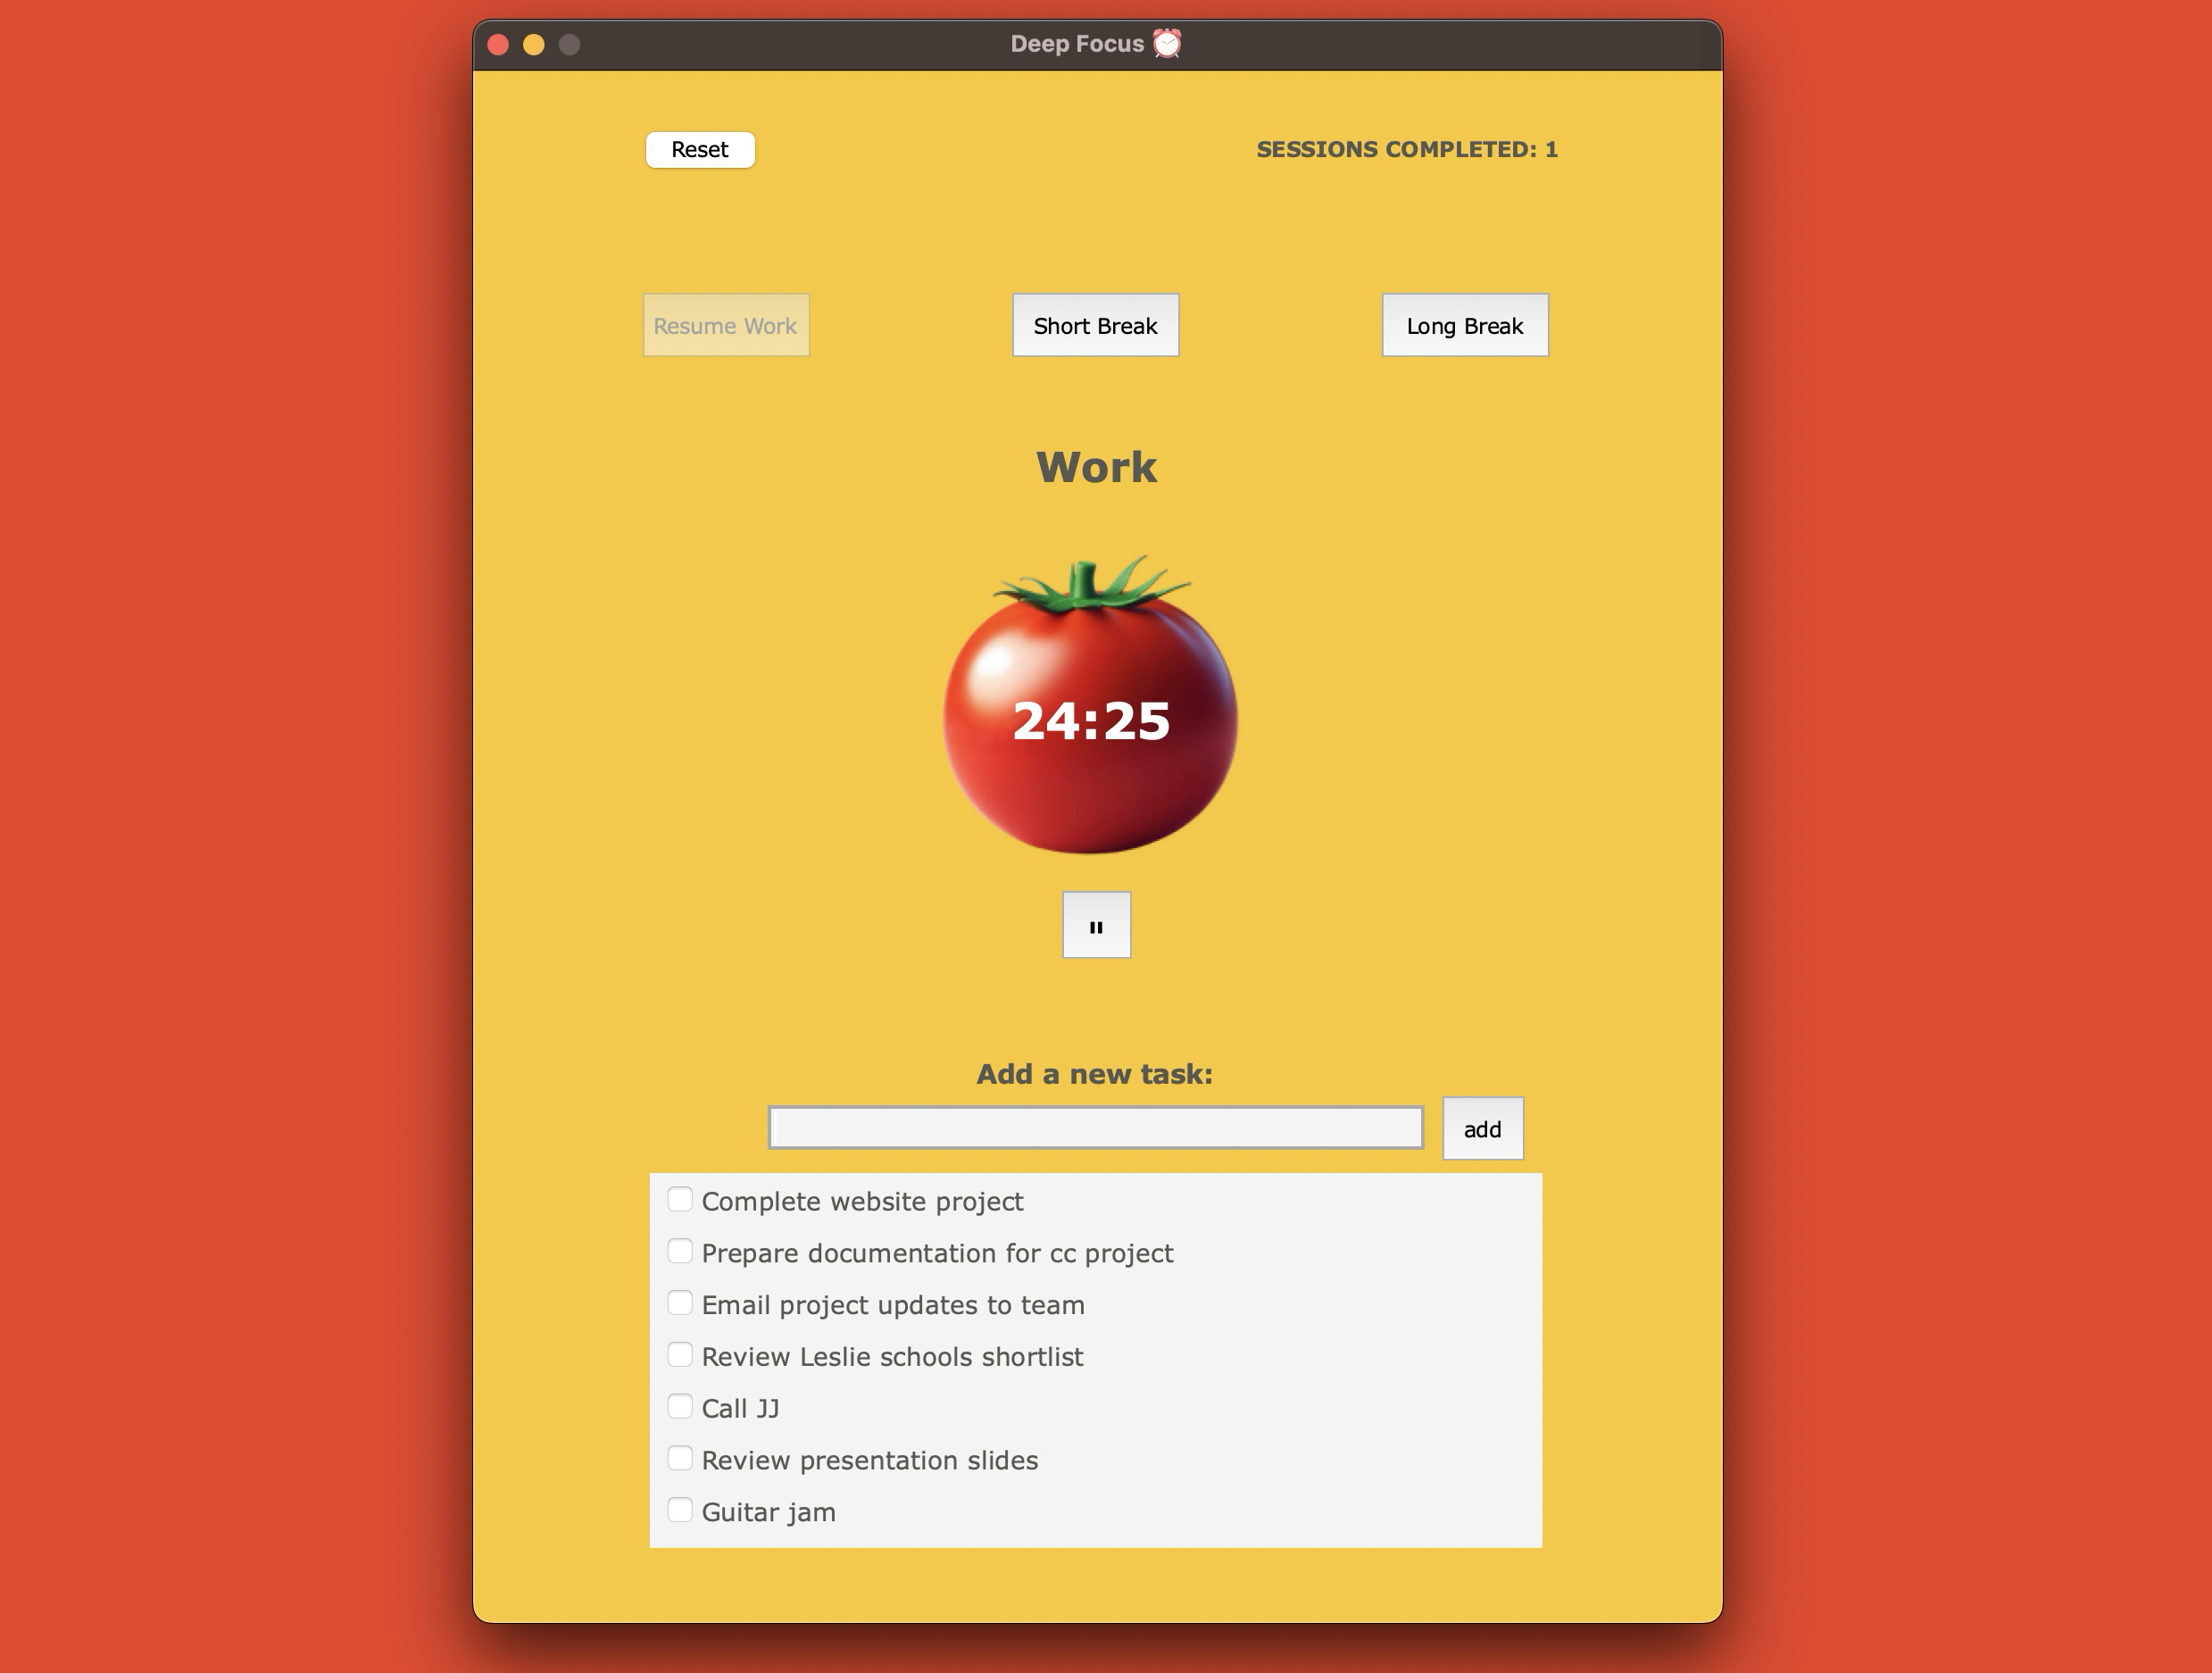 Deep Focus ⏰
Reset
SESSIONS COMPLETED: 1
Resume Work
Short Break
Long Break
Work
24:25
Add a new task:
add
Complete website project
Prepare documentation for cc project
Email project updates to team
Review Leslie schools shortlist
Call JJ
Review presentation slides
Guitar jam